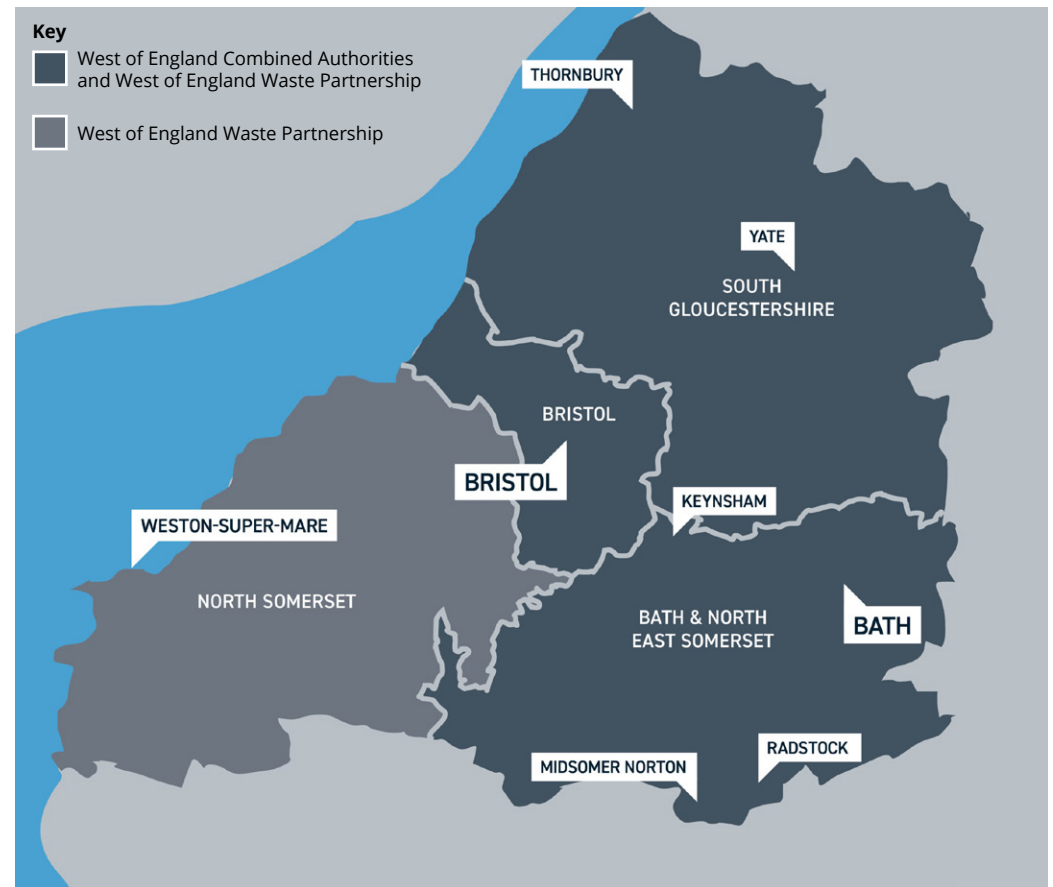 Key
West of England Combined Authorities
and West of England Waste Partnership
West of England Waste Partnership
THORNBURY
YATE
SOUTH
GLOUCESTERSHIRE
BRISTOL
BRISTOL
KEYNSHAM
WESTON-SUPER-MARE
NORTH SOMERSET
BATH & NORTH
EAST SOMERSET
BATH
RADSTOCK
MIDSOMER NORTON